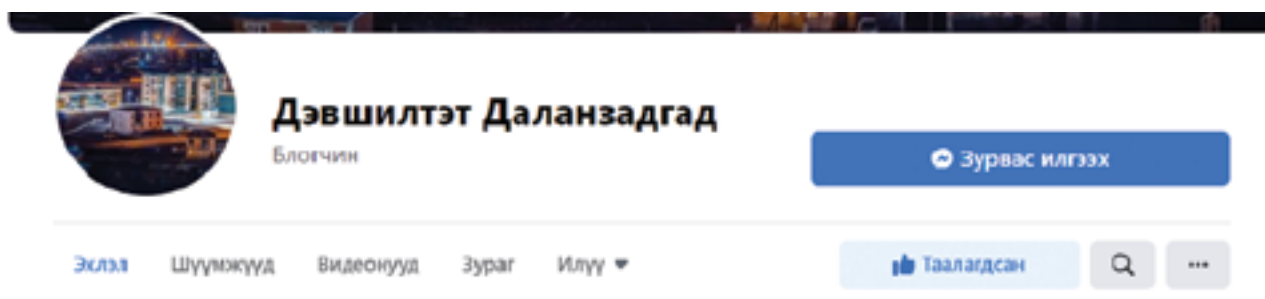 Дэвшилтэт Даланзадгад
Блогчин
Зурвас илгээх
Эхлэл Шүүмжүүд Видеонууд Зураг Илүү
Таалагдсан